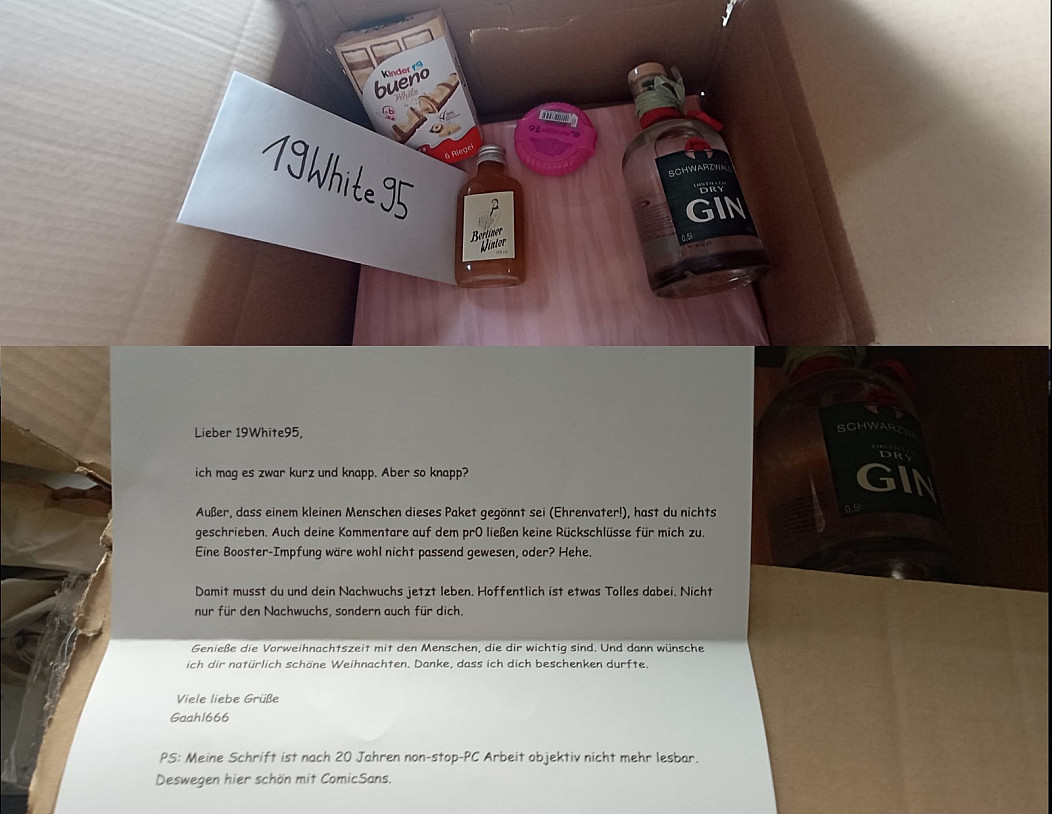 19White95
kinder
bueno
White
6 Riegel
Berliner
Winter
SCHWARZWALD
DISTILLED
DRY
GIN
0,5l
Lieber 19White95,
ich mag es zwar kurz und knapp. Aber so knapp?
Außer, dass einem kleinen Menschen dieses Paket gegönnt sei (Ehrenvater!), hast du nichts
geschrieben. Auch deine Kommentare auf dem pr0 ließen keine Rückschlüsse für mich zu.
Eine Booster-Impfung wäre wohl nicht passend gewesen, oder? Hehe.
Damit musst du und dein Nachwuchs jetzt leben. Hoffentlich ist etwas Tolles dabei. Nicht
nur für den Nachwuchs, sondern auch für dich.
Genieße die Vorweihnachtszeit mit den Menschen, die dir wichtig sind. Und dann wünsche
ich dir natürlich schöne Weihnachten. Danke, dass ich dich beschenken durfte.
Viele liebe Grüße
Gaahl666
PS: Meine Schrift ist nach 20 Jahren non-stop-PC Arbeit objektiv nicht mehr lesbar.
Deswegen hier schön mit ComicSans.
SCHWARZWA
DISTILLED
DRY
GIN
0,5l